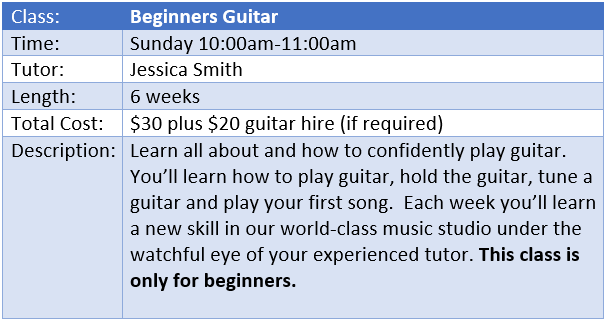 Class: Beginners Guitar
Time: Sunday 10:00am-11:00am
Tutor: Jessica Smith
Length: 6 weeks
Total Cost: $30 plus $20 guitar hire (if required)
Description: Learn all about and how to confidently play guitar.
You’ll learn how to play guitar, hold the guitar, tune a
guitar and play your first song.  Each week you’ll learn
a new skill in our world-class music studio under the
watchful eye of your experienced tutor. This class is
only for beginners.